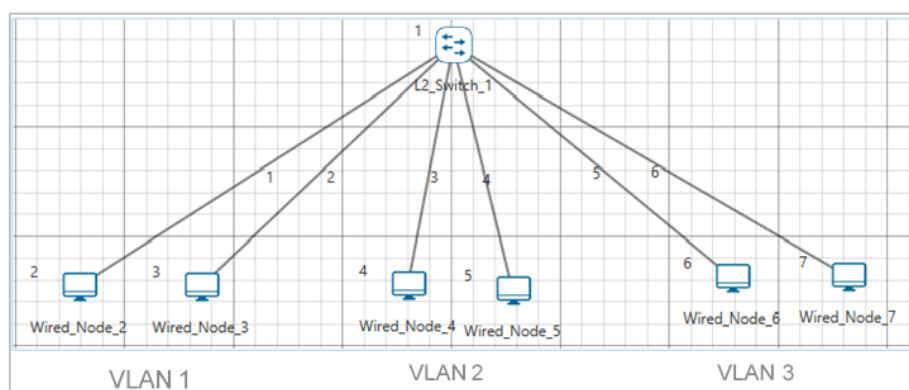 1
L2_Switch_1
1
2
3
4
5
6
2
3
4
5
6
7
Wired_Node_2
Wired_Node_3
Wired_Node_4
Wired_Node_5
Wired_Node_6
Wired_Node_7
VLAN 1
VLAN 2
VLAN 3